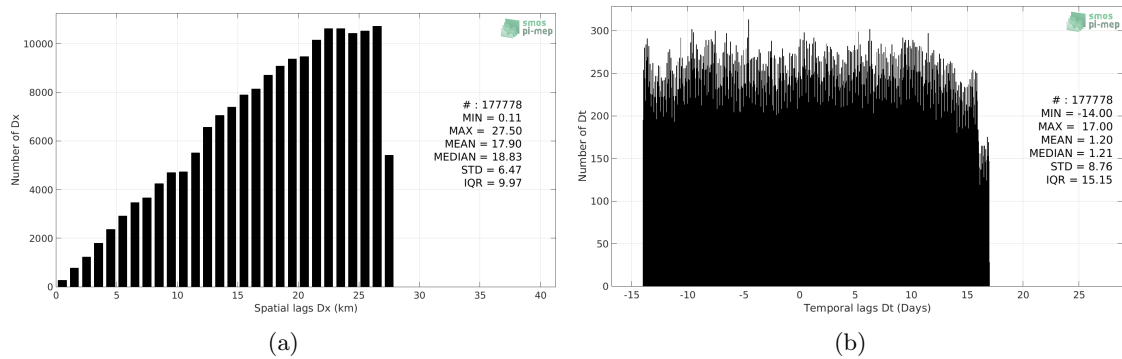 smos
pi-mep
10000
8000
6000
4000
2000
0
Number of Dx
# : 177778
MIN = 0.11
MAX = 27.50
MEAN = 17.90
MEDIAN = 18.83
STD = 6.47
IQR = 9.97
0 5 10 15 20 25 30 35 40
Spatial lags Dx (km)
(a)
smos
pi-mep
300
250
200
150
100
50
0
Number of Dt
# : 177778
MIN = -14.00
MAX = 17.00
MEAN = 1.20
MEDIAN = 1.21
STD = 8.76
IQR = 15.15
-15 -10 -5 0 5 10 15 20 25
Temporal lags Dt (Days)
(b)